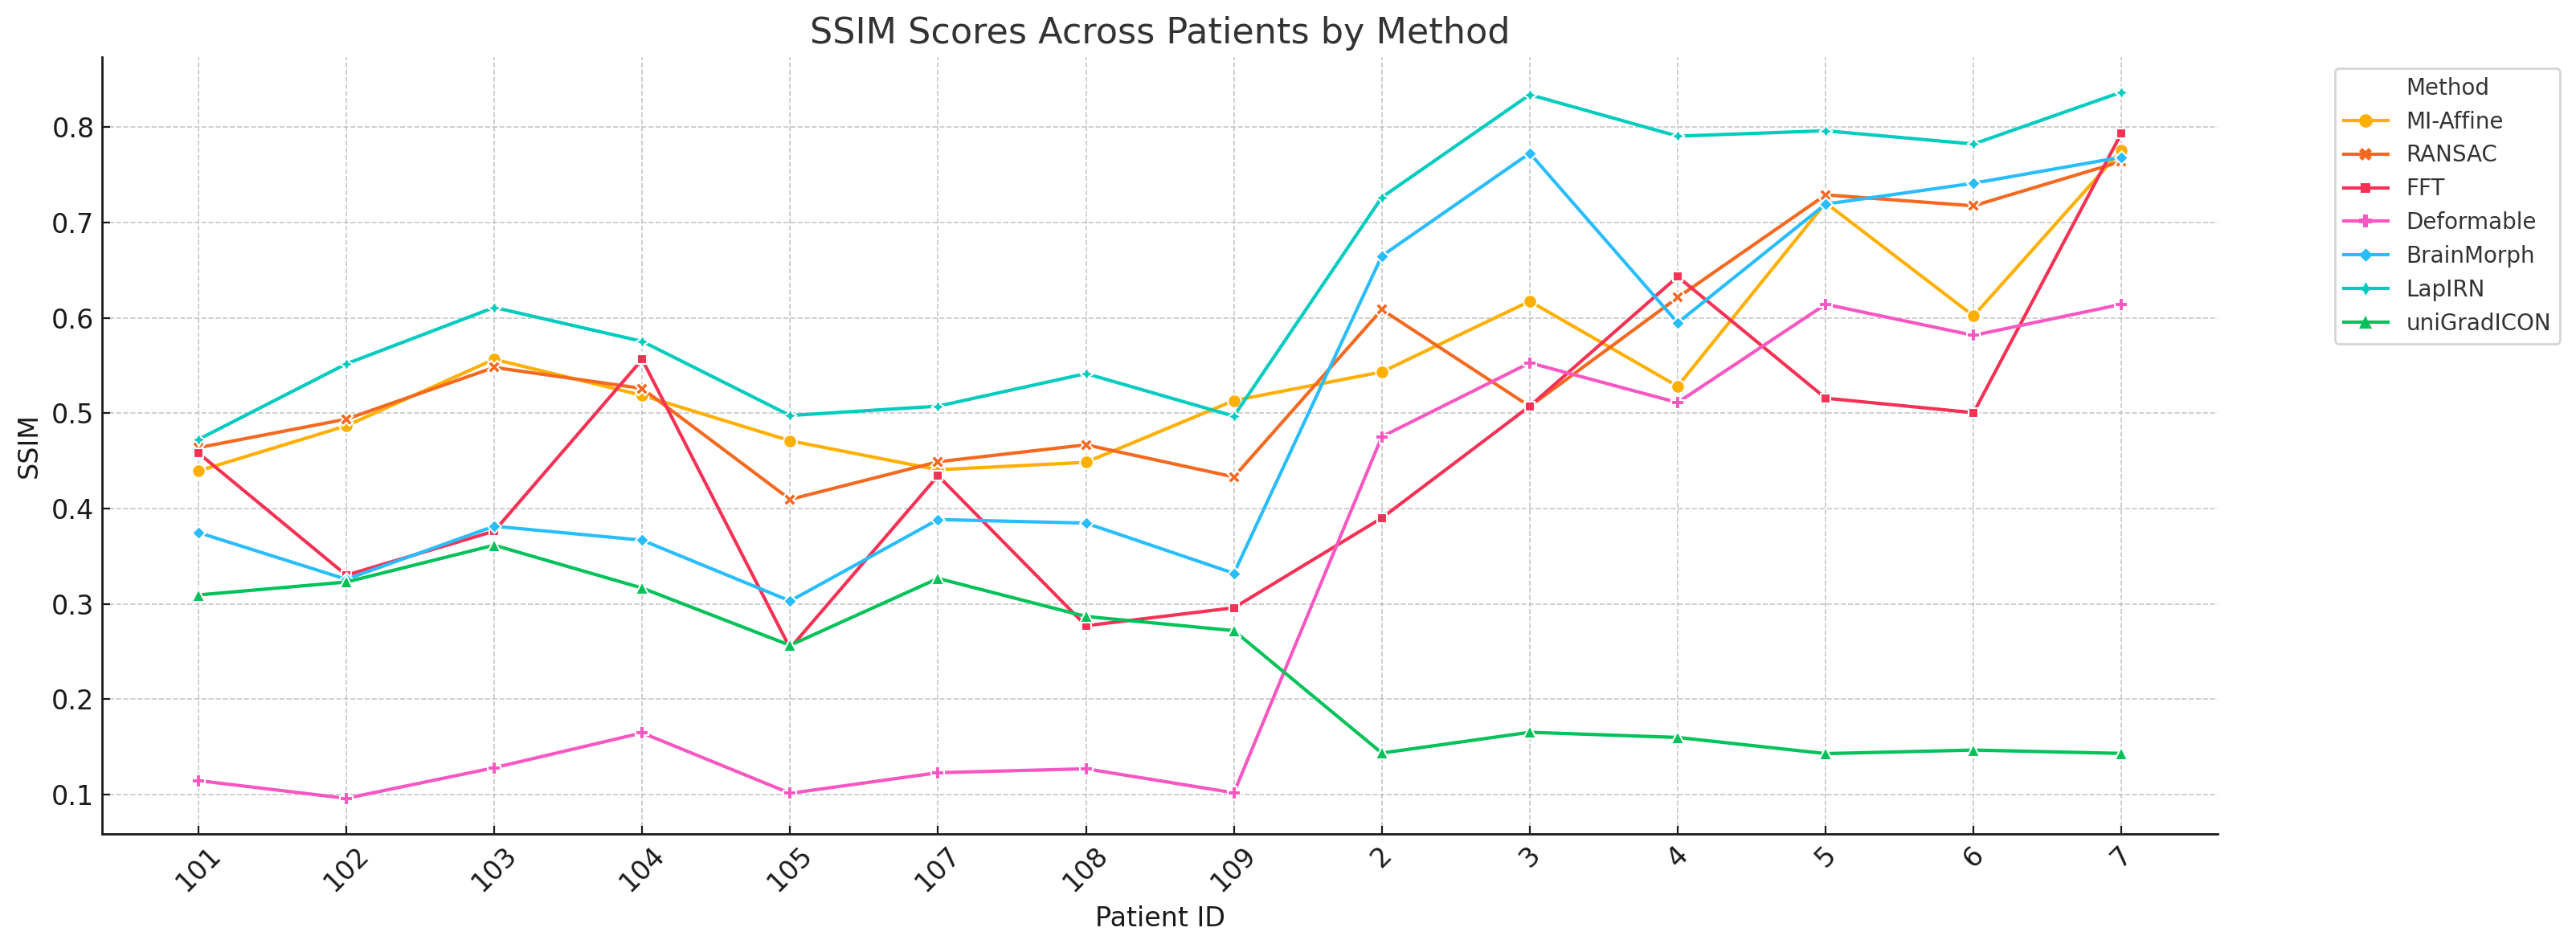 SSIM Scores Across Patients by Method
SSIM
0.8
0.7
0.6
0.5
0.4
0.3
0.2
0.1
101 102 103 104 105 107 108 109 2 3 4 5 6 7
Patient ID
Method
MI-Affine
RANSAC
FFT
Deformable
BrainMorph
LapIRN
uniGradICON